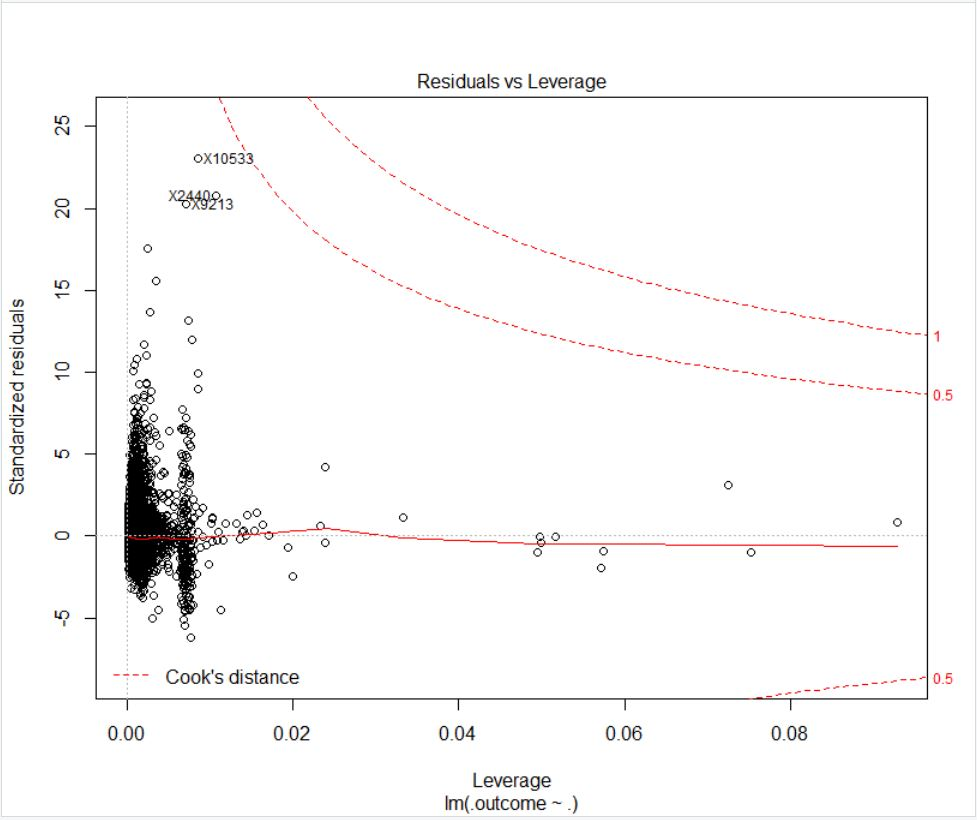 Residuals vs Leverage
25
20
15
10
5
0
-5
Standardized residuals
X10533
X2440
X9213
1
0.5
0.5
Cook's distance
0.00
0.02
0.04
0.06
0.08
Leverage
lm(.outcome ~ .)